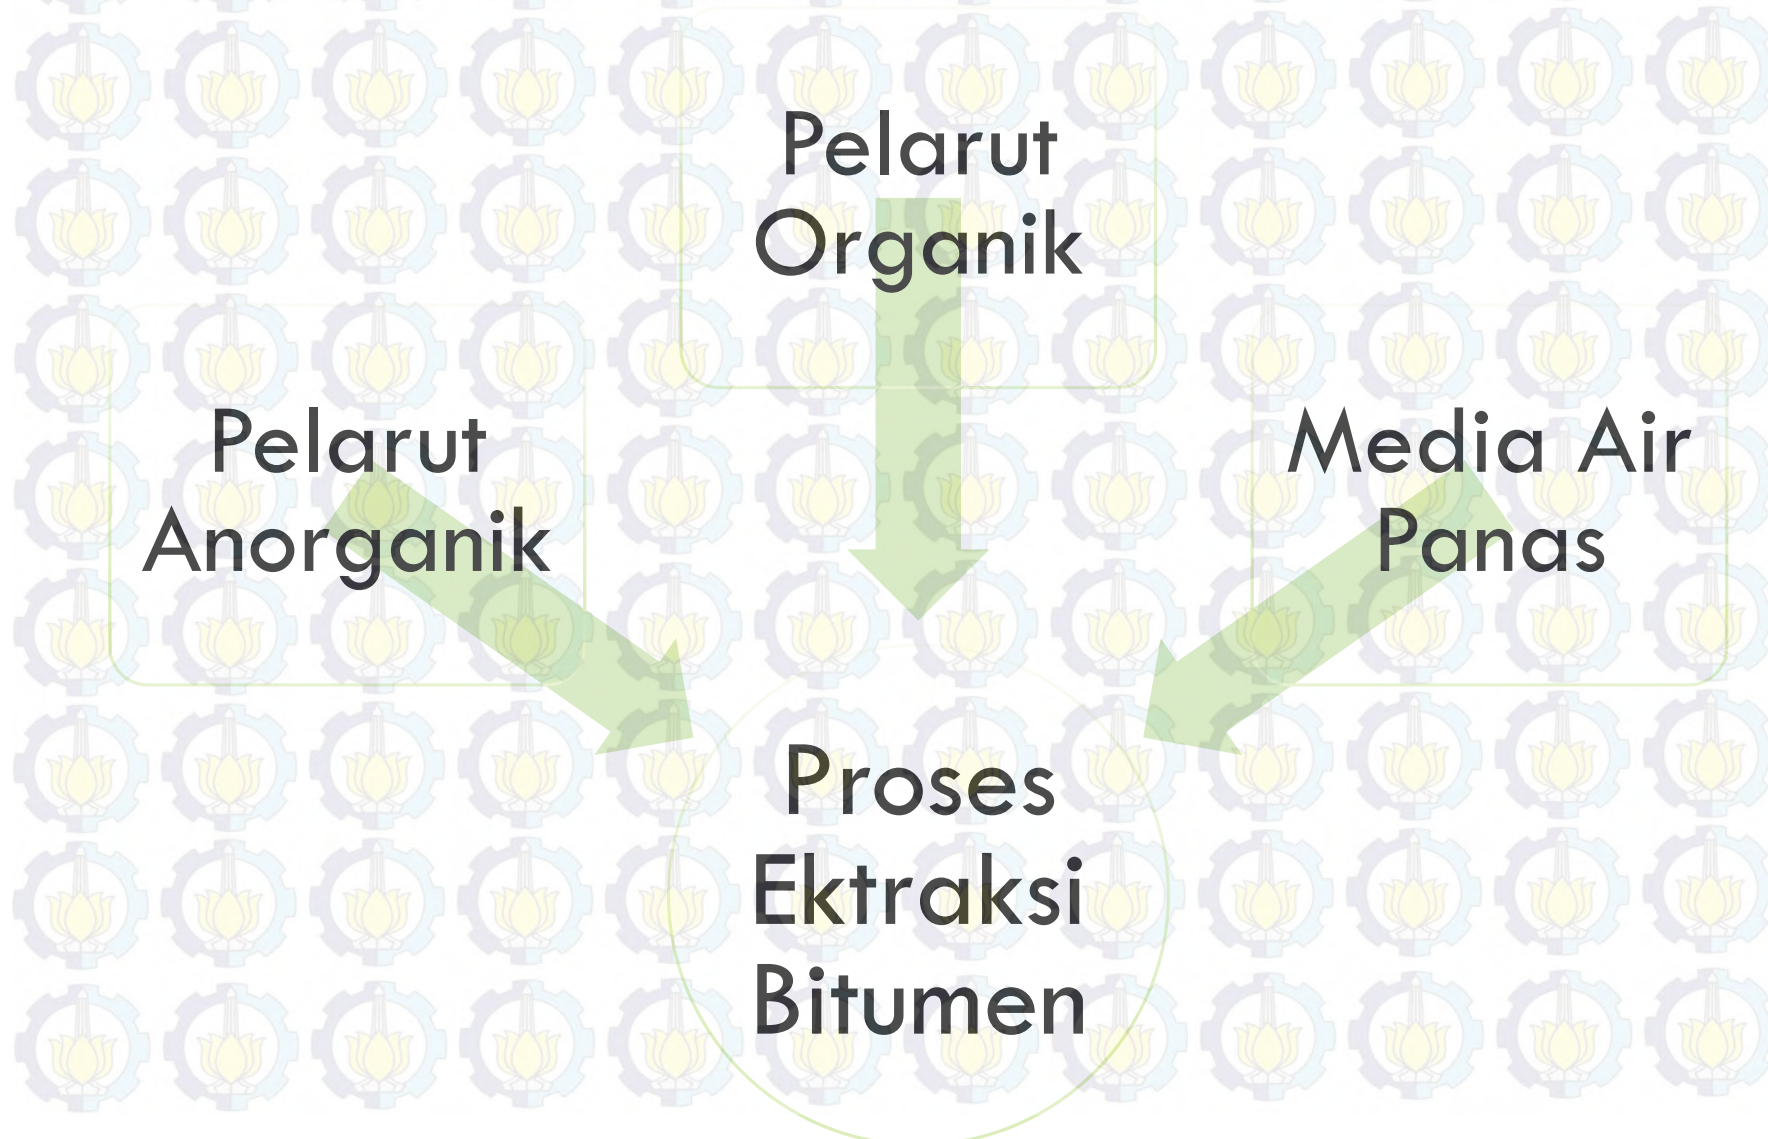 Pelarut
Organik
Pelarut
Anorganik
Media Air
Panas
Proses
Ektraksi
Bitumen